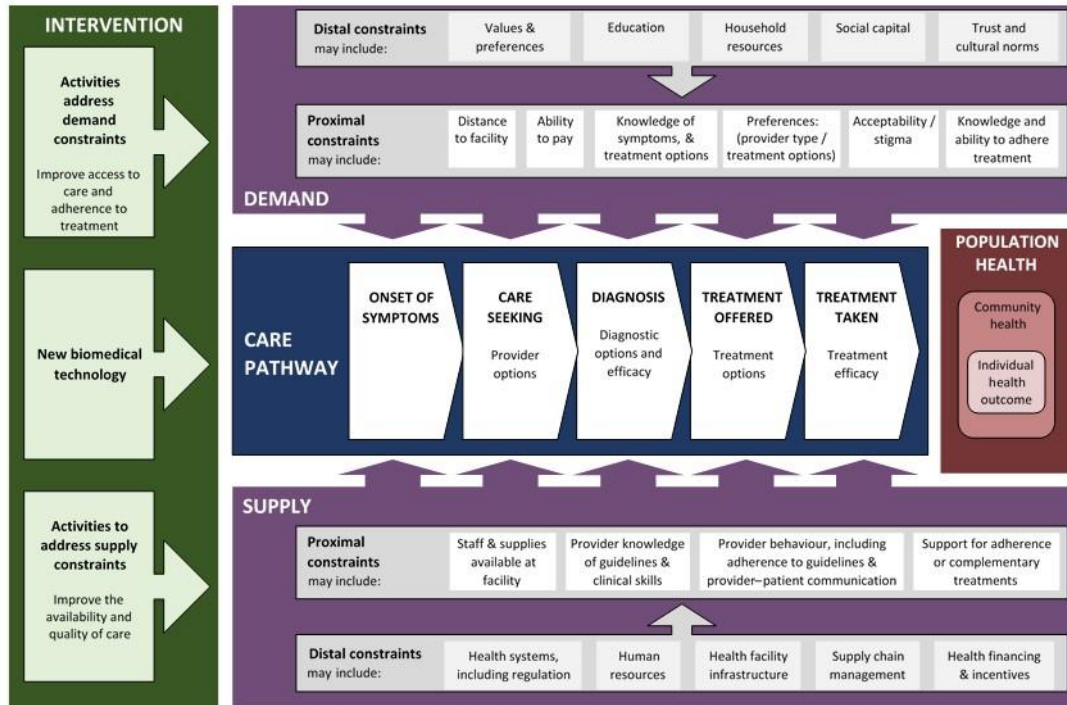 INTERVENTION
Activities
address
demand
constraints
Improve access to
care and
adherence to
treatment
New biomedical
technology
Activities to
address supply
constraints
Improve the
availability and
quality of care
Distal constraints
may include:
Values &
preferences
Education
Household
resources
Social capital
Trust and
cultural norms
Proximal
constraints
may include:
Distance
to facility
Ability
to pay
Knowledge of
symptoms, &
treatment options
Preferences:
(provider type /
treatment options)
Acceptability /
stigma
Knowledge and
ability to adhere
treatment
DEMAND
CARE
PATHWAY
ONSET OF
SYMPTOMS
CARE
SEEKING
Provider
options
DIAGNOSIS
Diagnostic
options and
efficacy
TREATMENT
OFFERED
Treatment
options
TREATMENT
TAKEN
Treatment
efficacy
POPULATION
HEALTH
Community
health
Individual
health
outcome
SUPPLY
Proximal
constraints
may include:
Staff & supplies
available at
facility
Provider knowledge
of guidelines &
clinical skills
Provider behaviour, including
adherence to guidelines &
provider–patient communication
Support for adherence
or complementary
treatments
Distal constraints
may include:
Health systems,
including regulation
Human
resources
Health facility
infrastructure
Supply chain
management
Health financing
& incentives